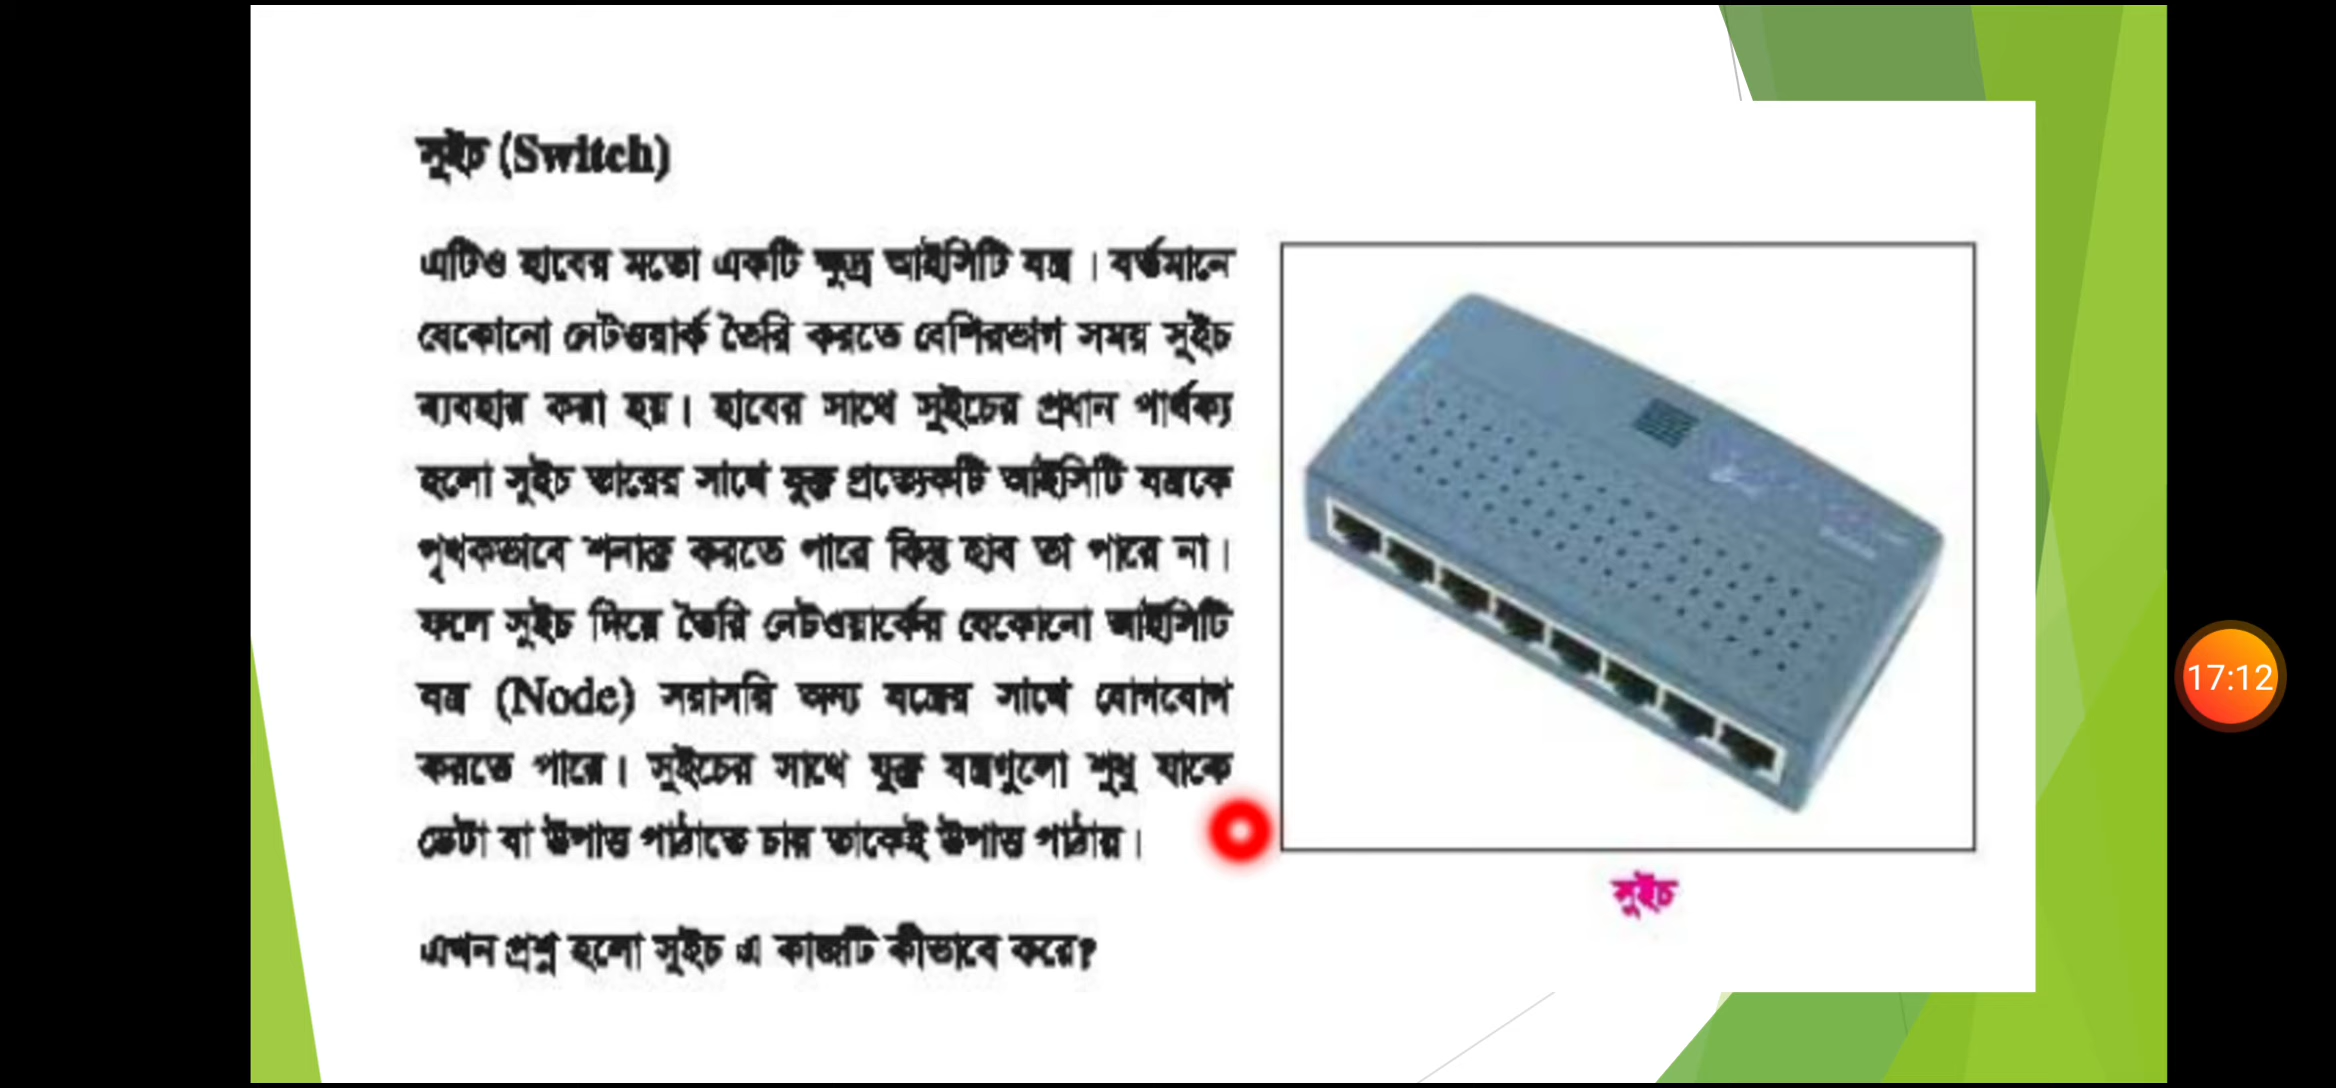 সুইচ (Switch)
এটিও হাবের মতো একটি ক্ষুদ্র আইসিটি যন্ত্র। বর্তমানে
যেকোনো নেটওয়ার্ক তৈরি করতে বেশিরভাগ সময় সুইচ
ব্যবহার করা হয়। হাবের সাথে সুইচের প্রধান পার্থক্য
হলো সুইচ তারের সাথে যুক্ত প্রত্যেকটি আইসিটি যন্ত্রকে
পৃথকভাবে শনাক্ত করতে পারে কিন্তু হাব তা পারে না।
ফলে সুইচ দিয়ে তৈরি নেটওয়ার্কের যেকোনো আইসিটি
যন্ত্র (Node) সরাসরি অন্য যন্ত্রের সাথে যোগাযোগ
করতে পারে। সুইচের সাথে যুক্ত যন্ত্রগুলো শুধু যাকে
ডেটা বা উপাত্ত পাঠাতে চায় তাকেই উপাত্ত পাঠায়।
এখন প্রশ্ন হলো সুইচ এ কাজটি কীভাবে করে?
সুইচ
17:12